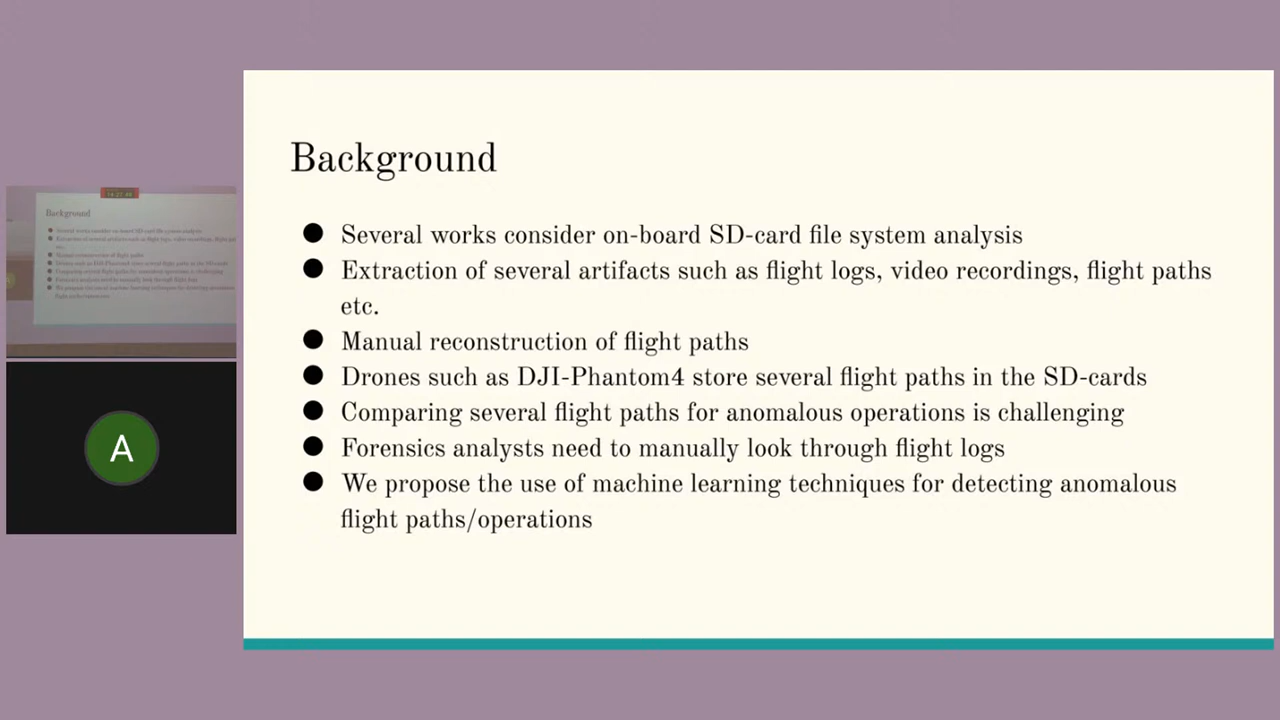 Background
● Several works consider on-board SD-card file system analysis
● Extraction of several artifacts such as flight logs, video recordings, flight paths
etc.
● Manual reconstruction of flight paths
● Drones such as DJI-Phantom4 store several flight paths in the SD-cards
● Comparing several flight paths for anomalous operations is challenging
● Forensics analysts need to manually look through flight logs
● We propose the use of machine learning techniques for detecting anomalous
flight paths/operations
Background
A